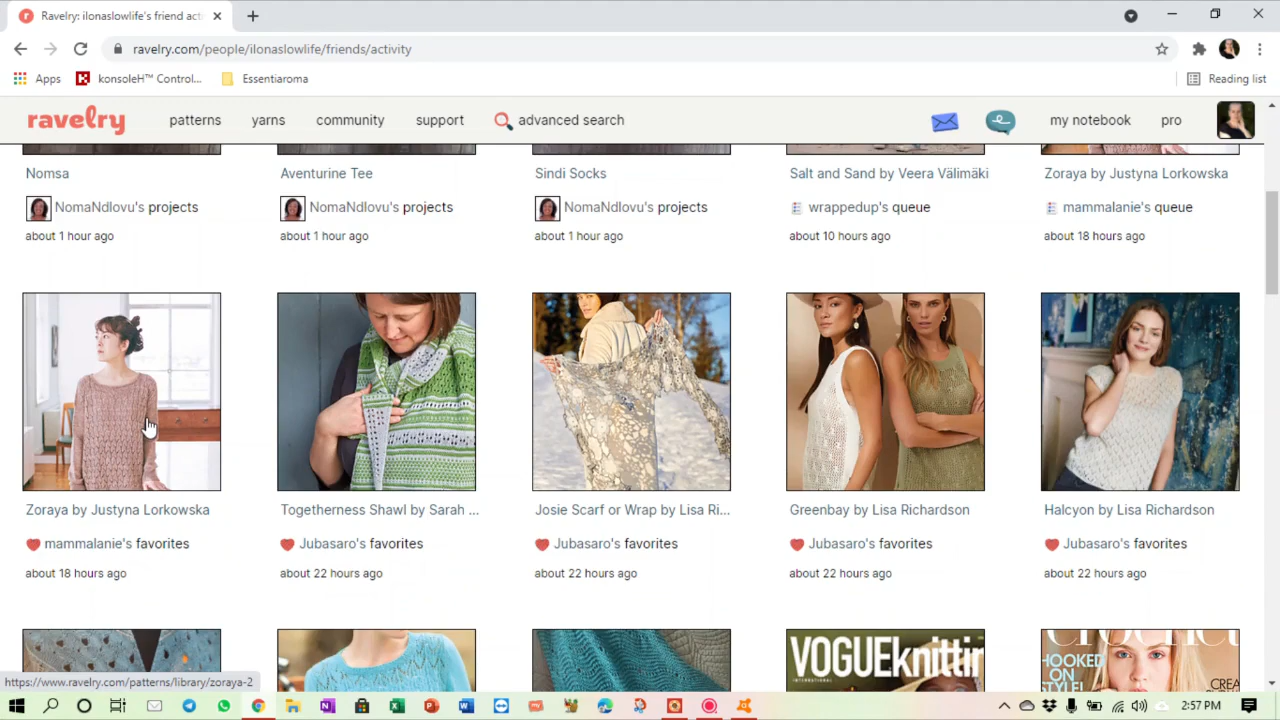 Ravelry: ilonaslowlife's friend act
ravelry.com/people/ilonaslowlife/friends/activity
Apps
konsoleH™ Control...
Essentiaroma
Reading list
ravelry
patterns
yarns
community
support
advanced search
my notebook
pro
Nomsa
Aventurine Tee
Sindi Socks
Salt and Sand by Veera Välimäki
Zoraya by Justyna Lorkowska
NomaNdlovu's projects
NomaNdlovu's projects
NomaNdlovu's projects
wrappedup's queue
mammalanie's queue
about 1 hour ago
about 1 hour ago
about 1 hour ago
about 10 hours ago
about 18 hours ago
Zoraya by Justyna Lorkowska
Togetherness Shawl by Sarah ...
Josie Scarf or Wrap by Lisa Ri...
Greenbay by Lisa Richardson
Halcyon by Lisa Richardson
mammalanie's favorites
Jubasaro's favorites
Jubasaro's favorites
Jubasaro's favorites
Jubasaro's favorites
about 18 hours ago
about 22 hours ago
about 22 hours ago
about 22 hours ago
about 22 hours ago
VOGUEknittin
INTERNATIONAL
Crochet
HOOKED
ON
STYLE!
CREA
https://www.ravelry.com/patterns/library/zoraya-2
2:57 PM